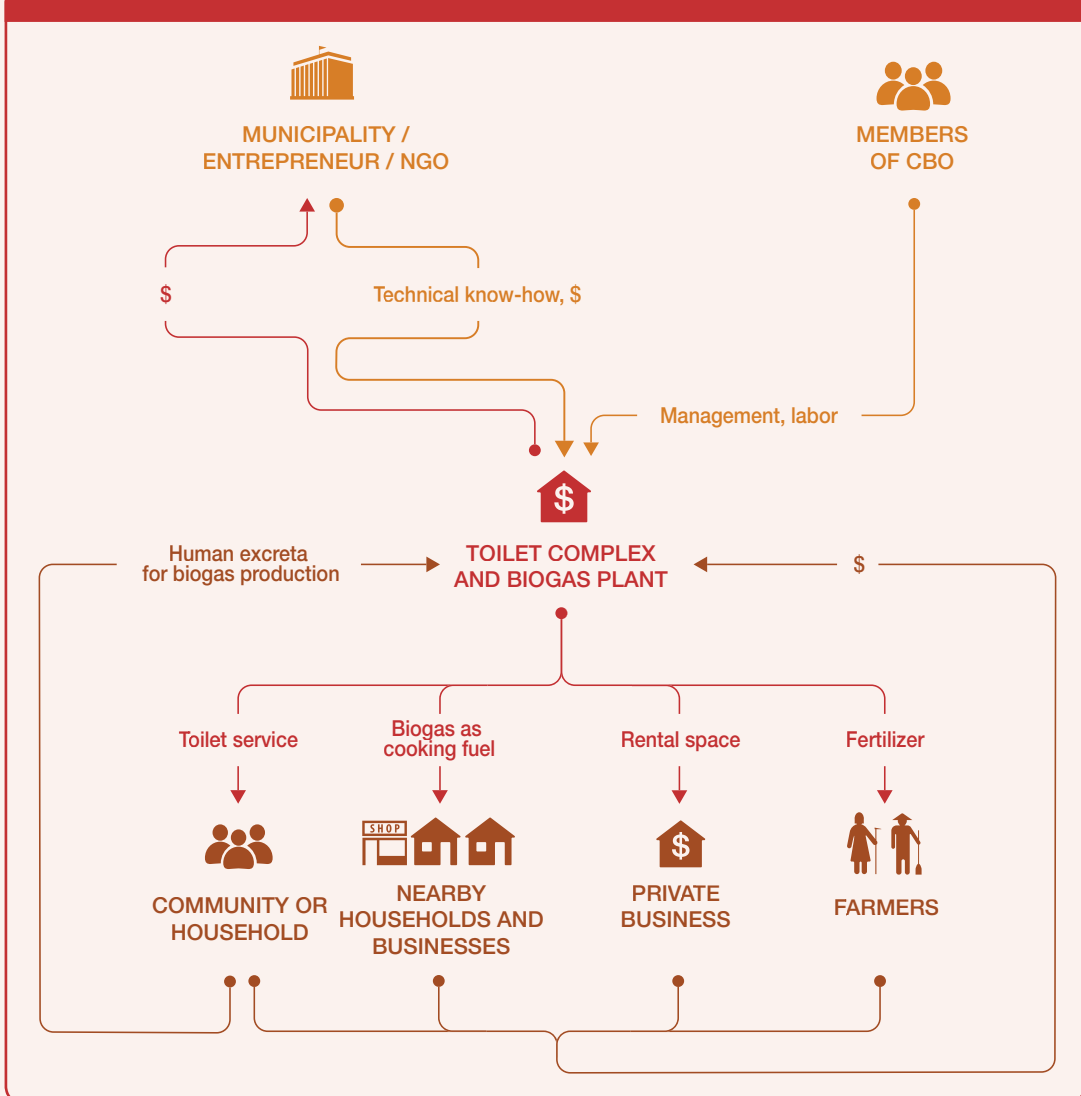 MUNICIPALITY /
ENTREPRENEUR / NGO
MEMBERS
OF CBO
$
Technical know-how, $
Management, labor
$
Human excreta
for biogas production
TOILET COMPLEX
AND BIOGAS PLANT
$
Toilet service
Biogas as
cooking fuel
Rental space
Fertilizer
SHOP
$
COMMUNITY OR
HOUSEHOLD
NEARBY
HOUSEHOLDS AND
BUSINESSES
PRIVATE
BUSINESS
FARMERS